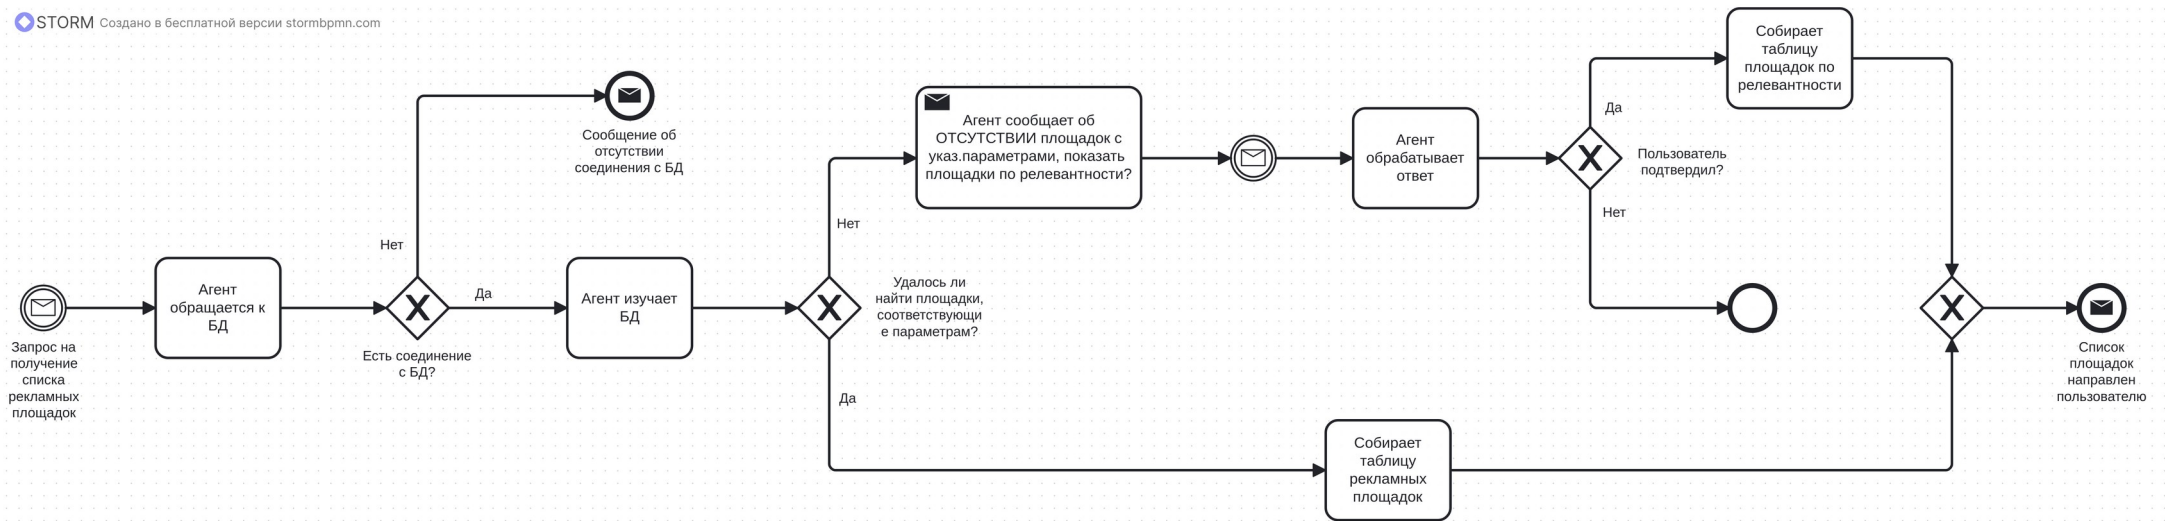 STORM Создано в бесплатной версии stormbpmn.com
Запрос на
получение
списка
рекламных
площадок
Агент
обращается к
БД
Есть соединение
с БД?
Нет
Сообщение об
отсутствии
соединения с БД
Да
Агент изучает
БД
Удалось ли
найти площадки,
соответствующи
е параметрам?
Нет
Агент сообщает об
ОТСУТСТВИИ площадок с
указ.параметрами, показать
площадки по релевантности?
Агент
обрабатывает
ответ
Пользователь
подтвердил?
Да
Собирает
таблицу
площадок по
релевантности
Нет
Да
Собирает
таблицу
рекламных
площадок
Список
площадок
направлен
пользователю